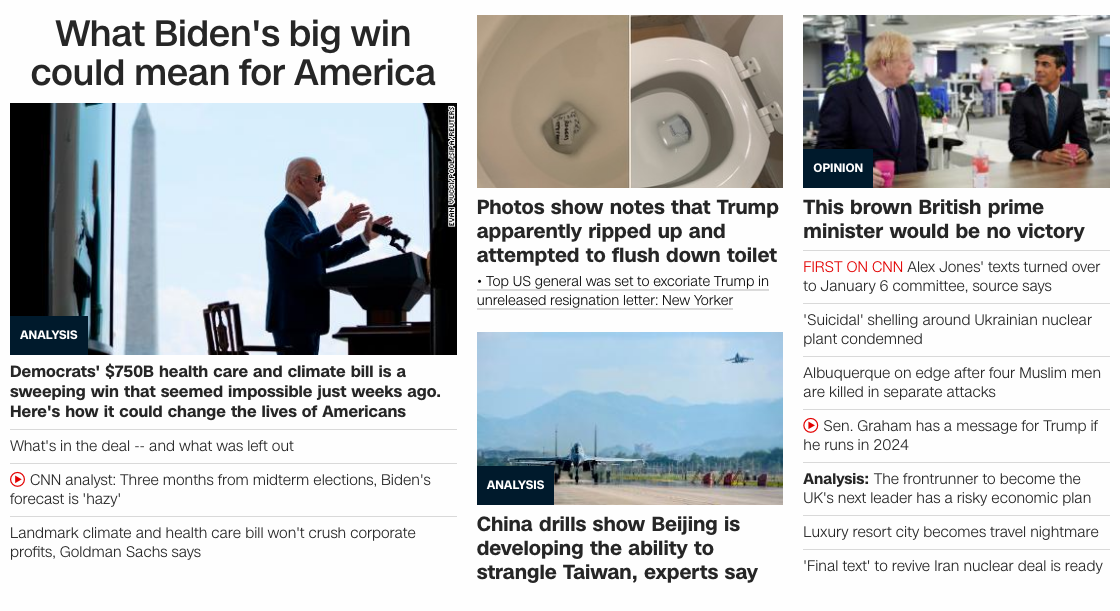 What Biden's big win
could mean for America
EVAN VUCCI/POOL/SIPA/REUTERS
ANALYSIS
Democrats' $750B health care and climate bill is a
sweeping win that seemed impossible just weeks ago.
Here's how it could change the lives of Americans
What's in the deal -- and what was left out
CNN analyst: Three months from midterm elections, Biden's
forecast is 'hazy'
Landmark climate and health care bill won't crush corporate
profits, Goldman Sachs says
Photos show notes that Trump
apparently ripped up and
attempted to flush down toilet
• Top US general was set to excoriate Trump in
unreleased resignation letter: New Yorker
ANALYSIS
China drills show Beijing is
developing the ability to
strangle Taiwan, experts say
OPINION
This brown British prime
minister would be no victory
FIRST ON CNN Alex Jones' texts turned over
to January 6 committee, source says
'Suicidal' shelling around Ukrainian nuclear
plant condemned
Albuquerque on edge after four Muslim men
are killed in separate attacks
Sen. Graham has a message for Trump if
he runs in 2024
Analysis: The frontrunner to become the
UK's next leader has a risky economic plan
Luxury resort city becomes travel nightmare
'Final text' to revive Iran nuclear deal is ready